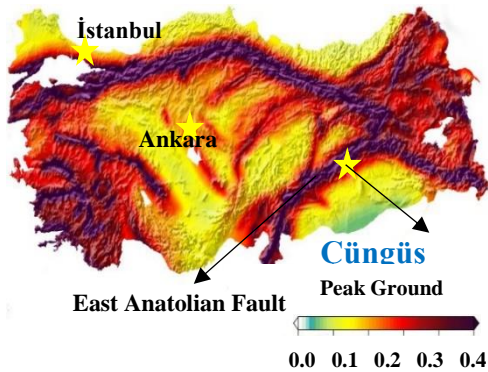 İstanbul
Ankara
Cüngüs
East Anatolian Fault
Peak Ground
0.0 0.1 0.2 0.3 0.4